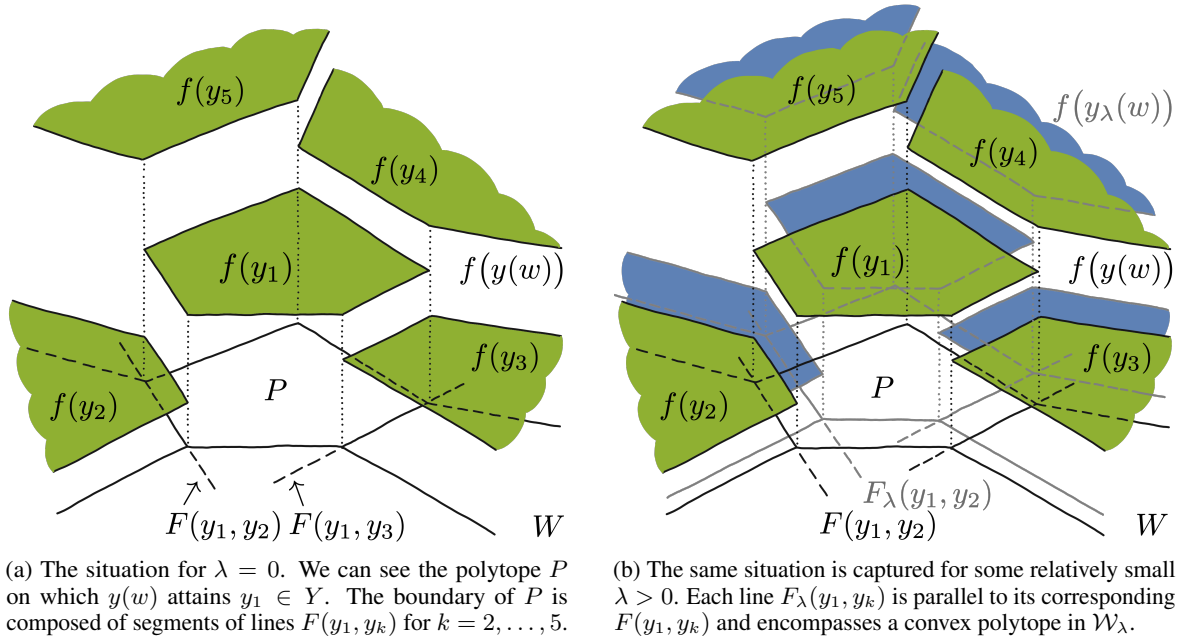 f(y₅)
f(y₄)
f(y₁)
f(y(w))
f(y₃)
f(y₂)
P
F(y₁, y₂) F(y₁, y₃)
W
(a) The situation for λ = 0. We can see the polytope P
on which y(w) attains y₁ ∈ Y. The boundary of P is
composed of segments of lines F(y₁, yₖ) for k = 2, . . . , 5.
f(y₅)
f(y_λ(w))
f(y₄)
f(y₁)
f(y(w))
f(y₃)
f(y₂)
P
F_λ(y₁, y₂)
F(y₁, y₂)
W
(b) The same situation is captured for some relatively small
λ > 0. Each line F_λ(y₁, yₖ) is parallel to its corresponding
F(y₁, yₖ) and encompasses a convex polytope in 𝒲_λ.